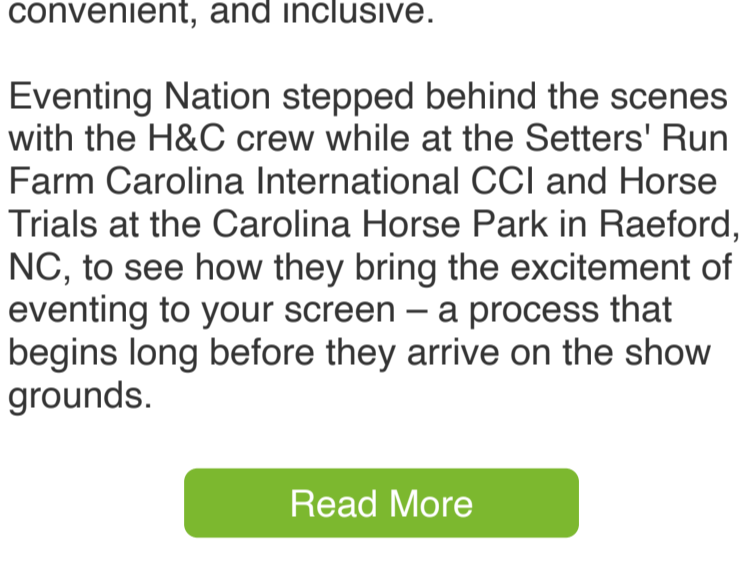 convenient, and inclusive.
Eventing Nation stepped behind the scenes
with the H&C crew while at the Setters' Run
Farm Carolina International CCI and Horse
Trials at the Carolina Horse Park in Raeford,
NC, to see how they bring the excitement of
eventing to your screen – a process that
begins long before they arrive on the show
grounds.
Read More